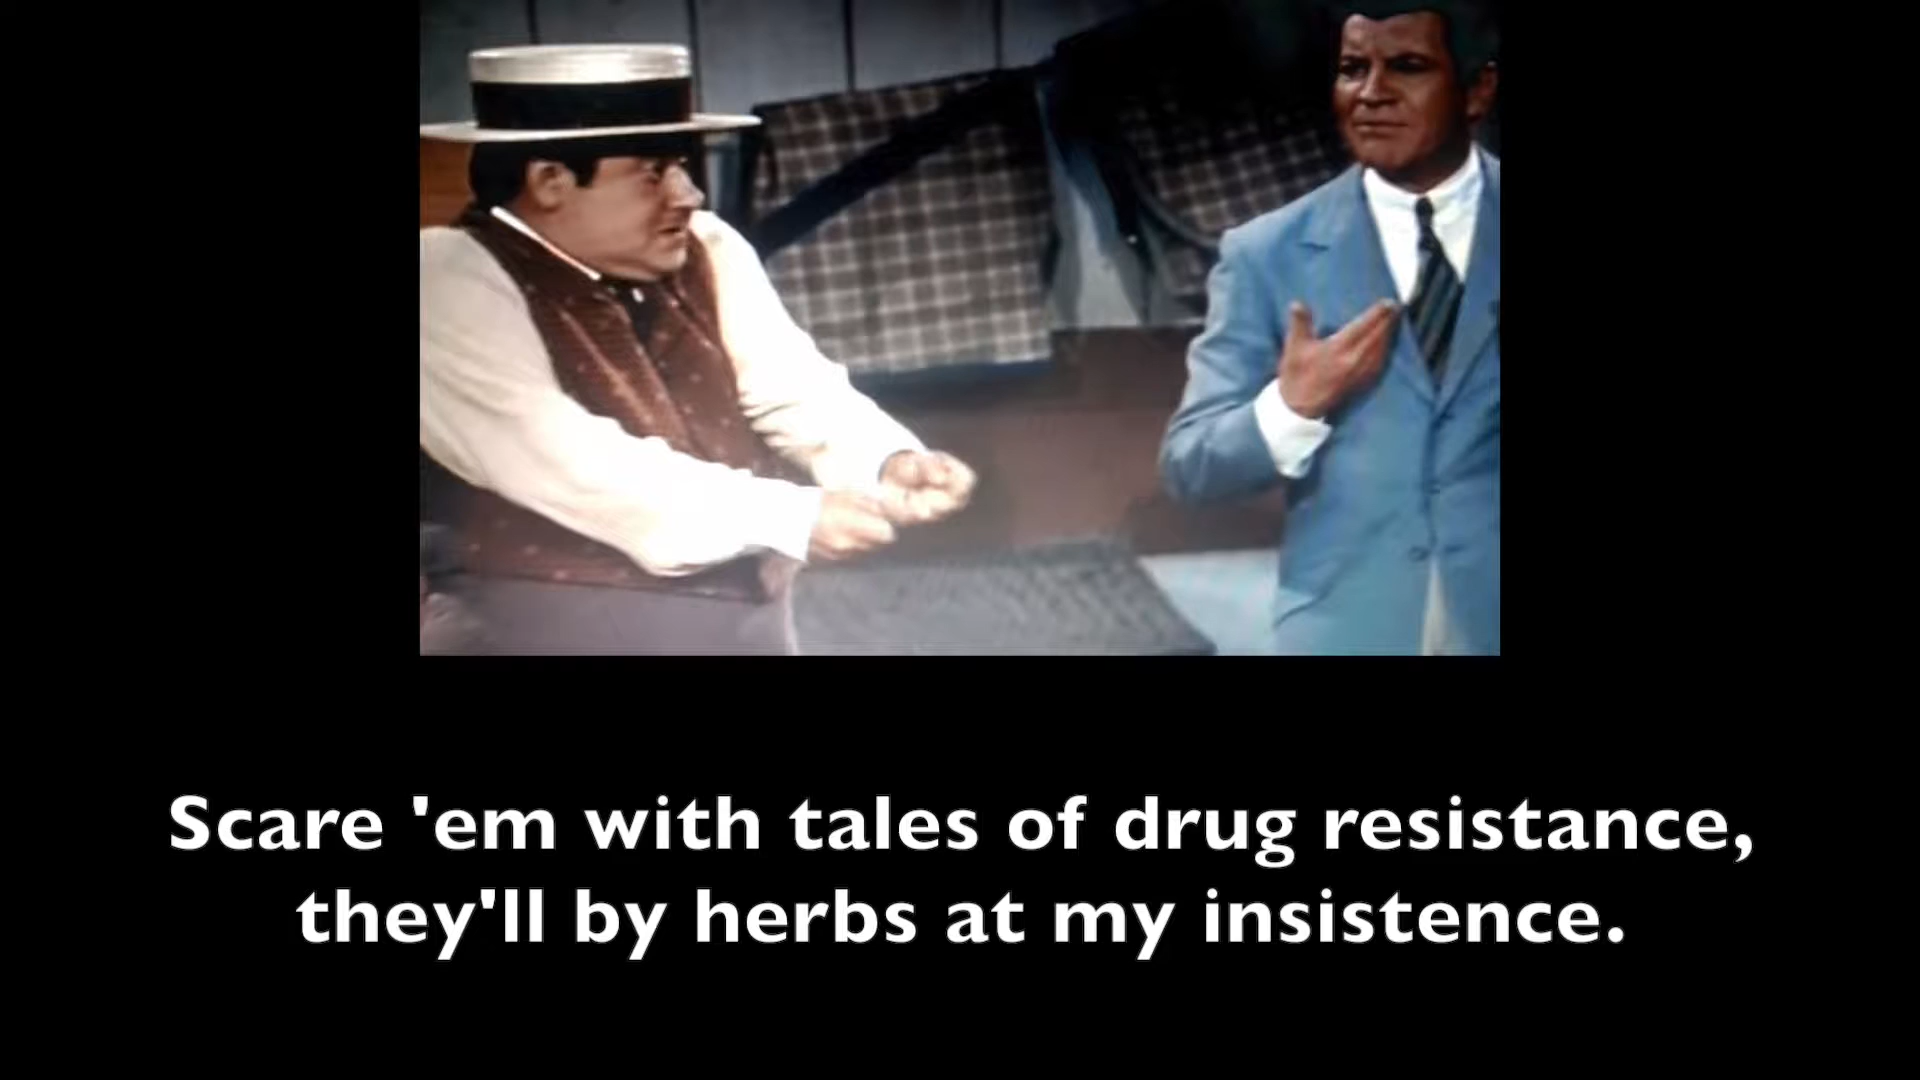 Scare 'em with tales of drug resistance,
they'll by herbs at my insistence.